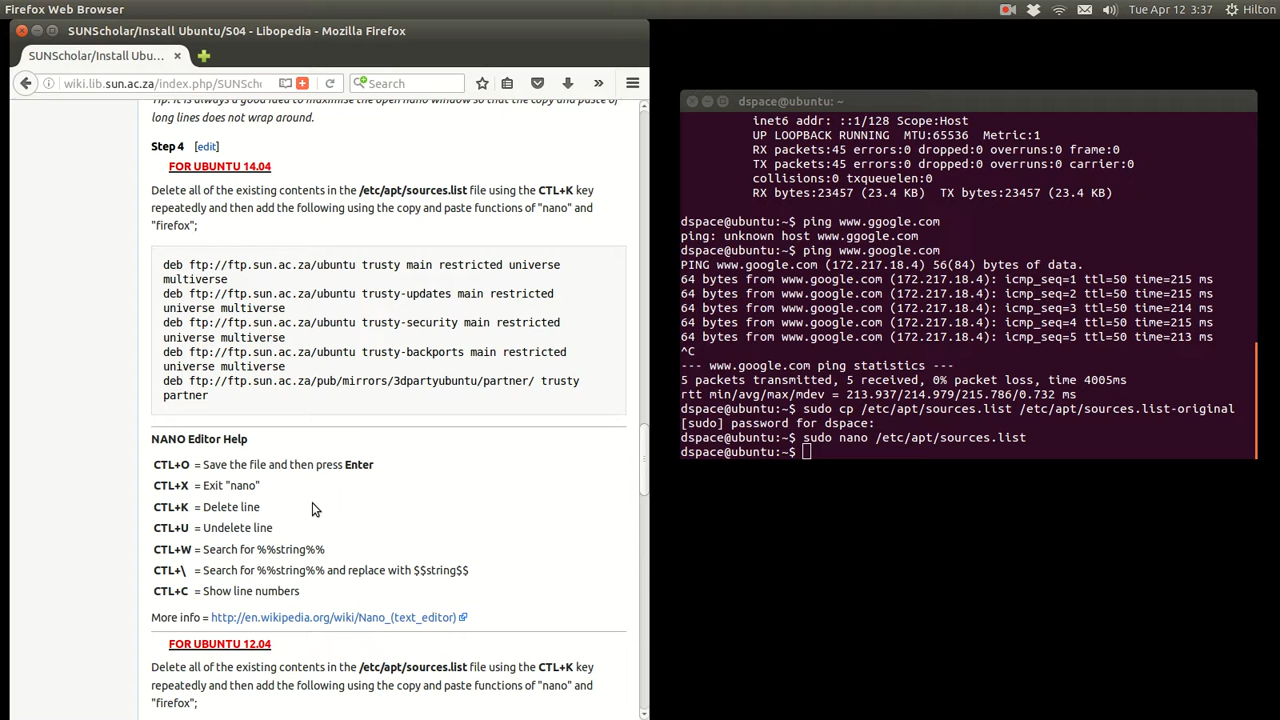 Firefox Web Browser
Tue Apr 12 3:37
Hilton
SUNScholar/Install Ubuntu/S04 - Libopedia - Mozilla Firefox
SUNScholar/Install Ubu...
wiki.lib.sun.ac.za/index.php/SUNSch
Search
Tip: It is always a good idea to maximise the open nano window so that the copy and paste of
long lines does not wrap around.
Step 4 [edit]
FOR UBUNTU 14.04
Delete all of the existing contents in the /etc/apt/sources.list file using the CTL+K key
repeatedly and then add the following using the copy and paste functions of "nano" and
"firefox";
deb ftp://ftp.sun.ac.za/ubuntu trusty main restricted universe
multiverse
deb ftp://ftp.sun.ac.za/ubuntu trusty-updates main restricted
universe multiverse
deb ftp://ftp.sun.ac.za/ubuntu trusty-security main restricted
universe multiverse
deb ftp://ftp.sun.ac.za/ubuntu trusty-backports main restricted
universe multiverse
deb ftp://ftp.sun.ac.za/pub/mirrors/3dpartyubuntu/partner/ trusty
partner
NANO Editor Help
CTL+O = Save the file and then press Enter
CTL+X = Exit "nano"
CTL+K = Delete line
CTL+U = Undelete line
CTL+W = Search for %%string%%
CTL+\ = Search for %%string%% and replace with $$string$$
CTL+C = Show line numbers
More info = http://en.wikipedia.org/wiki/Nano_(text_editor)
FOR UBUNTU 12.04
Delete all of the existing contents in the /etc/apt/sources.list file using the CTL+K key
repeatedly and then add the following using the copy and paste functions of "nano" and
"firefox";
dspace@ubuntu: ~
inet6 addr: ::1/128 Scope:Host
UP LOOPBACK RUNNING MTU:65536 Metric:1
RX packets:45 errors:0 dropped:0 overruns:0 frame:0
TX packets:45 errors:0 dropped:0 overruns:0 carrier:0
collisions:0 txqueuelen:0
RX bytes:23457 (23.4 KB) TX bytes:23457 (23.4 KB)
dspace@ubuntu:~$ ping www.ggogle.com
ping: unknown host www.ggogle.com
dspace@ubuntu:~$ ping www.google.com
PING www.google.com (172.217.18.4) 56(84) bytes of data.
64 bytes from www.google.com (172.217.18.4): icmp_seq=1 ttl=50 time=215 ms
64 bytes from www.google.com (172.217.18.4): icmp_seq=2 ttl=50 time=215 ms
64 bytes from www.google.com (172.217.18.4): icmp_seq=3 ttl=50 time=214 ms
64 bytes from www.google.com (172.217.18.4): icmp_seq=4 ttl=50 time=215 ms
64 bytes from www.google.com (172.217.18.4): icmp_seq=5 ttl=50 time=213 ms
^C
--- www.google.com ping statistics ---
5 packets transmitted, 5 received, 0% packet loss, time 4005ms
rtt min/avg/max/mdev = 213.937/214.979/215.786/0.732 ms
dspace@ubuntu:~$ sudo cp /etc/apt/sources.list /etc/apt/sources.list-original
[sudo] password for dspace:
dspace@ubuntu:~$ sudo nano /etc/apt/sources.list
dspace@ubuntu:~$